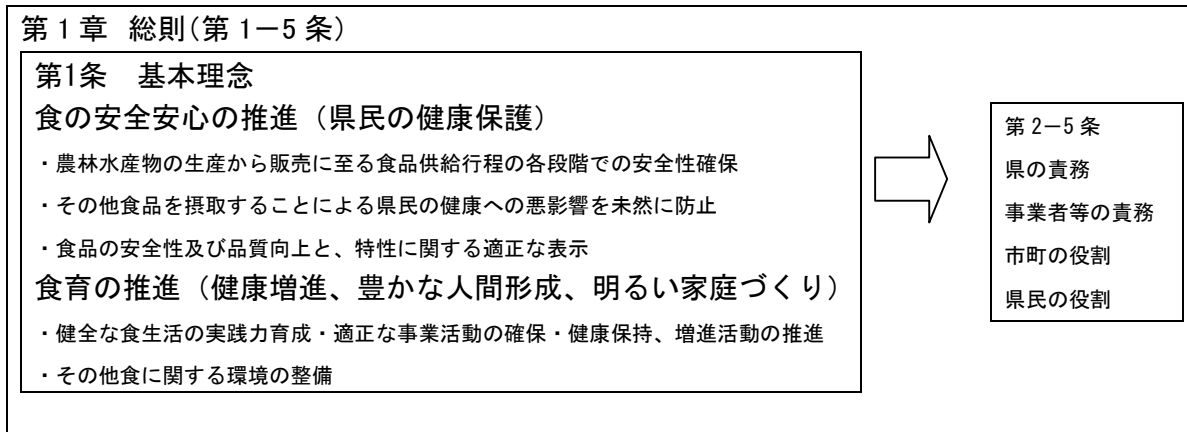 第１章 総則(第１－５条)
第1条　基本理念
食の安全安心の推進（県民の健康保護）
・農林水産物の生産から販売に至る食品供給行程の各段階での安全性確保
・その他食品を摂取することによる県民の健康への悪影響を未然に防止
・食品の安全性及び品質向上と、特性に関する適正な表示
食育の推進（健康増進、豊かな人間形成、明るい家庭づくり）
・健全な食生活の実践力育成・適正な事業活動の確保・健康保持、増進活動の推進
・その他食に関する環境の整備
第２－５条
県の責務
事業者等の責務
市町の役割
県民の役割